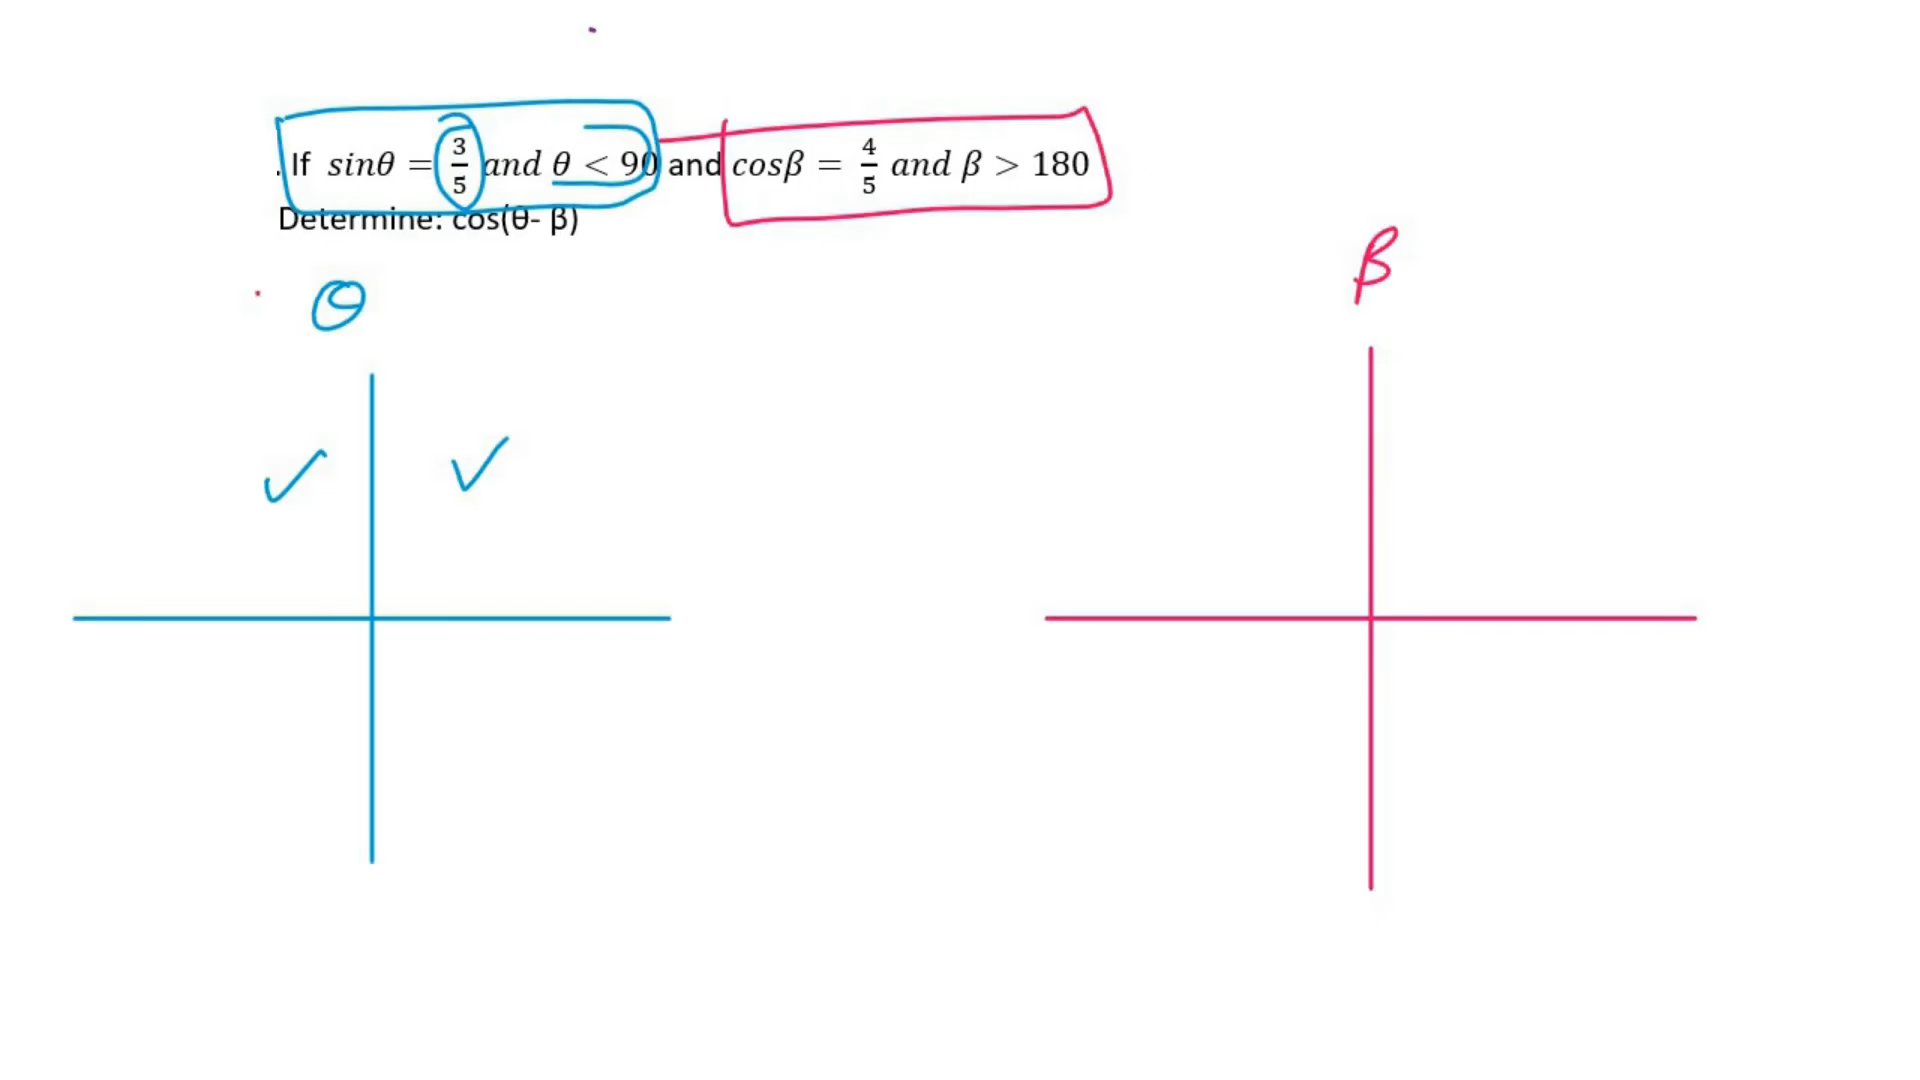 . If sinθ = 3/5 and θ < 90 and cosβ = 4/5 and β > 180
Determine: cos(θ- β)
θ
β